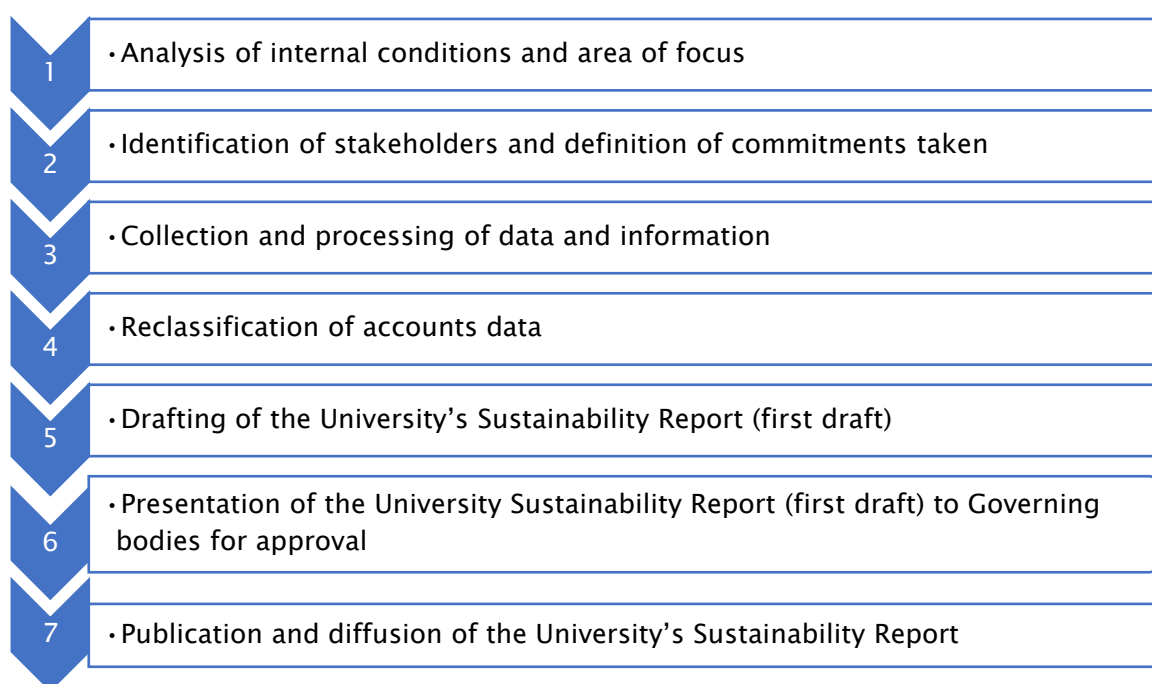 1
·Analysis of internal conditions and area of focus
2
·Identification of stakeholders and definition of commitments taken
3
·Collection and processing of data and information
4
·Reclassification of accounts data
5
·Drafting of the University’s Sustainability Report (first draft)
6
·Presentation of the University Sustainability Report (first draft) to Governing
bodies for approval
7
·Publication and diffusion of the University’s Sustainability Report